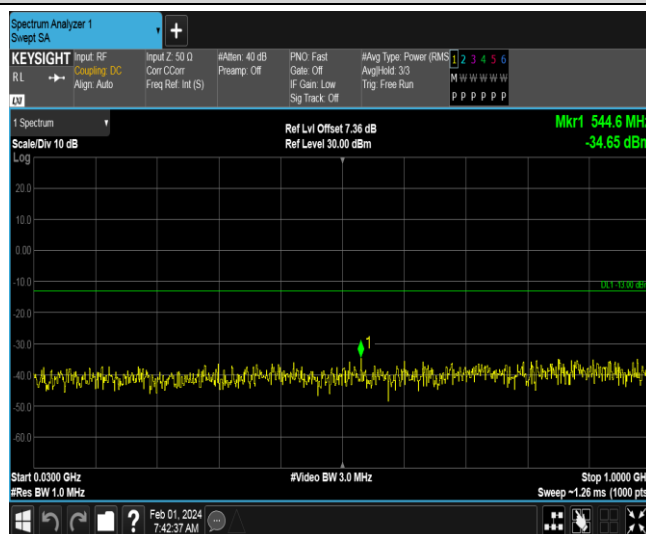 Spectrum Analyzer 1
Swept SA
+
KEYSIGHT Input: RF Input Z: 50 Ω #Atten: 40 dB PNO: Fast #Avg Type: Power (RMS 1 2 3 4 5 6
RL Coupling: DC Corr CCorr Preamp: Off Gate: Off Avg|Hold: 3/3 M W W W W W
Align: Auto Freq Ref: Int (S) IF Gain: Low Trig: Free Run P P P P P P
LXI Sig Track: Off
1 Spectrum Ref Lvl Offset 7.36 dB Mkr1 544.6 MHz
Scale/Div 10 dB Ref Level 30.00 dBm -34.65 dBm
Log
20.0
10.0
0.00
-10.0 DL1 -13.00 dBm
-20.0
-30.0 1
-40.0
-50.0
-60.0
Start 0.0300 GHz #Video BW 3.0 MHz Stop 1.0000 GH
#Res BW 1.0 MHz Sweep ~1.26 ms (1000 pts
? Feb 01, 2024
7:42:37 AM